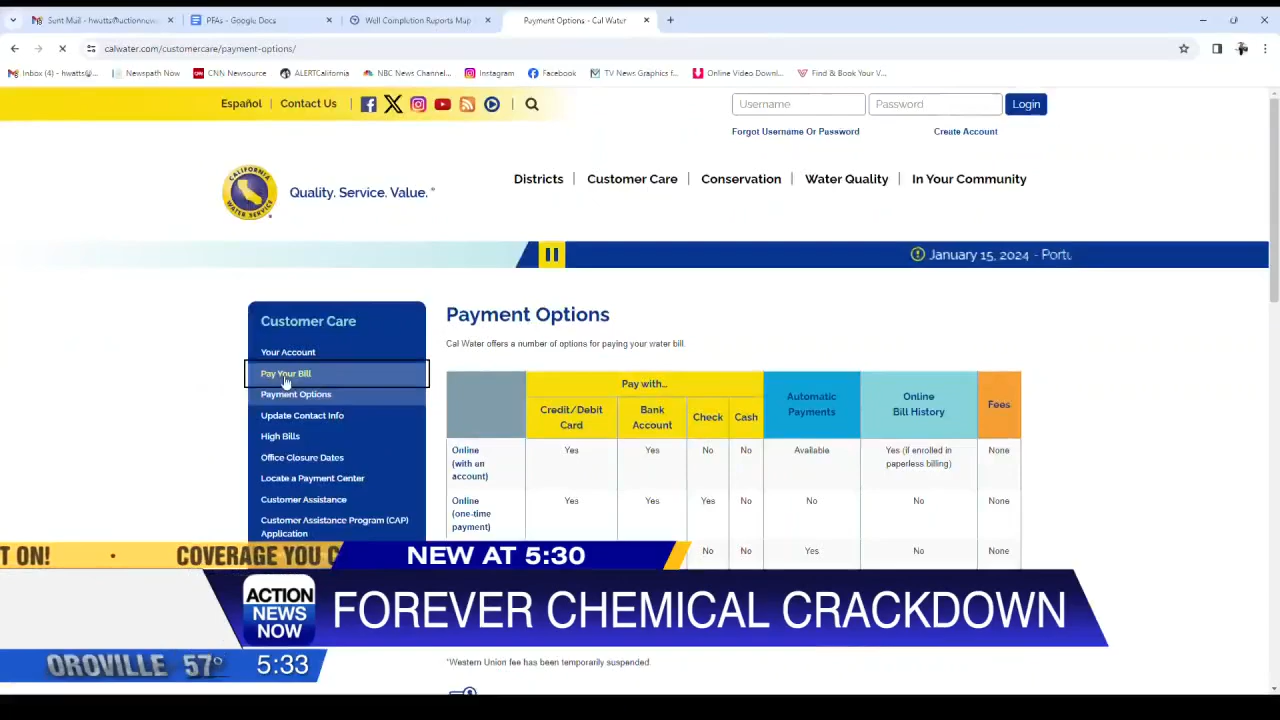 Sunt Mail - hwatts@actionnew
PFAs - Google Docs
Well Completion Reports Map
Payment Options - Cal Water
calwater.com/customercare/payment-options/
Inbox (4) - hwatts@...
Newspath Now
CNN Newsource
ALERTCalifornia
NBC News Channel...
Instagram
Facebook
TV News Graphics f...
Online Video Downl...
Find & Book Your V...
Español | Contact Us
Username
Password
Login
Forgot Username Or Password
Create Account
CALIFORNIA WATER SERVICE
Quality. Service. Value.
Districts | Customer Care | Conservation | Water Quality | In Your Community
January 15, 2024 - Portu
Customer Care
Your Account
Pay Your Bill
Payment Options
Update Contact Info
High Bills
Office Closure Dates
Locate a Payment Center
Customer Assistance
Customer Assistance Program (CAP)
Application
Payment Options
Cal Water offers a number of options for paying your water bill.
Pay with...
Automatic Payments
Online Bill History
Fees
Credit/Debit Card
Bank Account
Check
Cash
Online (with an account)
Yes
Yes
No
No
Available
Yes (if enrolled in paperless billing)
None
Online (one-time payment)
Yes
Yes
Yes
No
No
No
None
No
No
Yes
No
None
T ON! · COVERAGE YOU C
NEW AT 5:30
ACTION NEWS NOW
FOREVER CHEMICAL CRACKDOWN
OROVILLE 57° 5:33
*Western Union fee has been temporarily suspended.